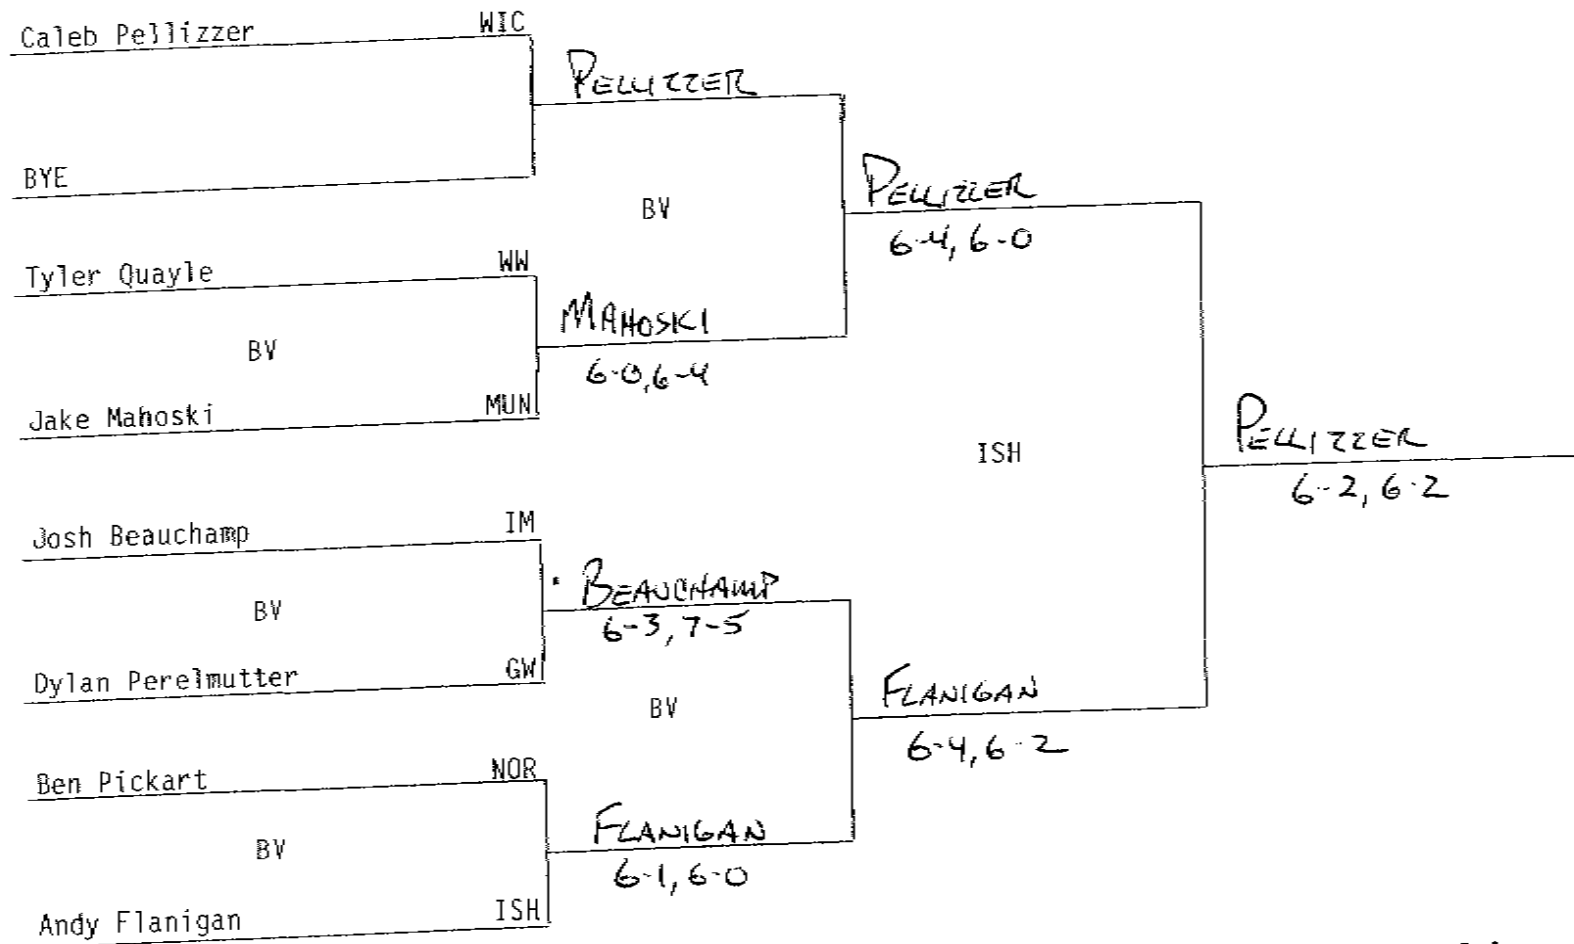 Caleb Pellizzer WIC
PELLIZZER
BYE
BV
PELLIZZER
6-4, 6-0
Tyler Quayle WW
BV
MAHOSKI
6-0, 6-4
Jake Mahoski MUN
ISH
PELLIZZER
6-2, 6-2
Josh Beauchamp IM
BV
BEAUCHAMP
6-3, 7-5
Dylan Perelmutter GW
BV
FLANIGAN
6-4, 6-2
Ben Pickart NOR
BV
FLANIGAN
6-1, 6-0
Andy Flanigan ISH